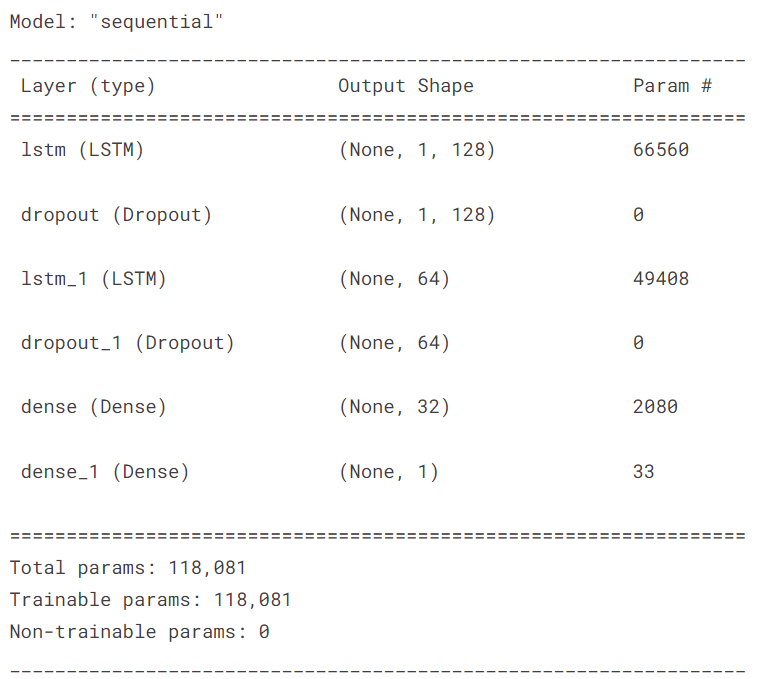 Model: "sequential"
_________________________________________________________________
Layer (type) Output Shape Param #
=================================================================
lstm (LSTM) (None, 1, 128) 66560
dropout (Dropout) (None, 1, 128) 0
lstm_1 (LSTM) (None, 64) 49408
dropout_1 (Dropout) (None, 64) 0
dense (Dense) (None, 32) 2080
dense_1 (Dense) (None, 1) 33
=================================================================
Total params: 118,081
Trainable params: 118,081
Non-trainable params: 0
_________________________________________________________________